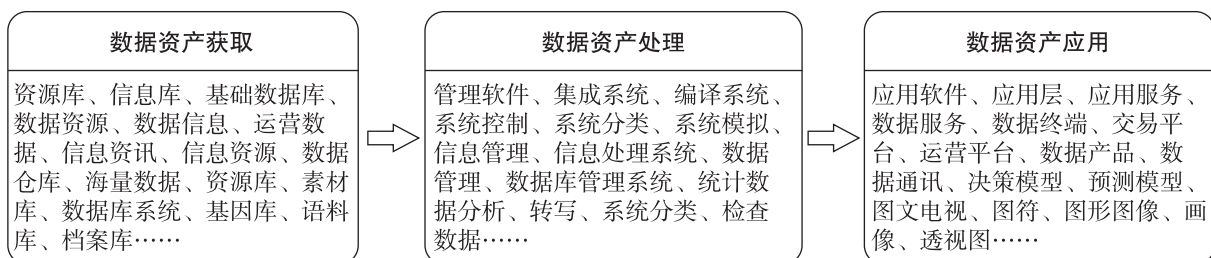 数据资产获取
资源库、信息库、基础数据库、
数据资源、数据信息、运营数
据、信息资讯、信息资源、数据
仓库、海量数据、资源库、素材
库、数据库系统、基因库、语料
库、档案库……
数据资产处理
管理软件、集成系统、编译系统、
系统控制、系统分类、系统模拟、
信息管理、信息处理系统、数据
管理、数据库管理系统、统计数
据分析、转写、系统分类、检查
数据……
数据资产应用
应用软件、应用层、应用服务、
数据服务、数据终端、交易平
台、运营平台、数据产品、数
据通讯、决策模型、预测模型、
图文电视、图符、图形图像、画
像、透视图……